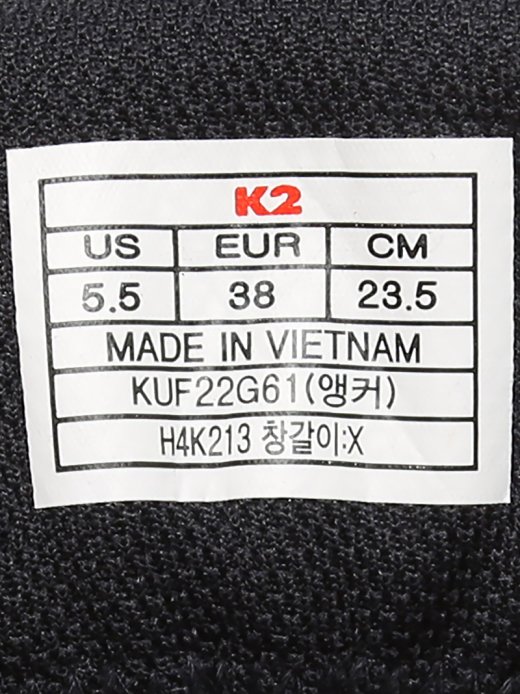 K2
US EUR CM
5.5 38 23.5
MADE IN VIETNAM
KUF22G61(앵커)
H4K213 창갈이:X